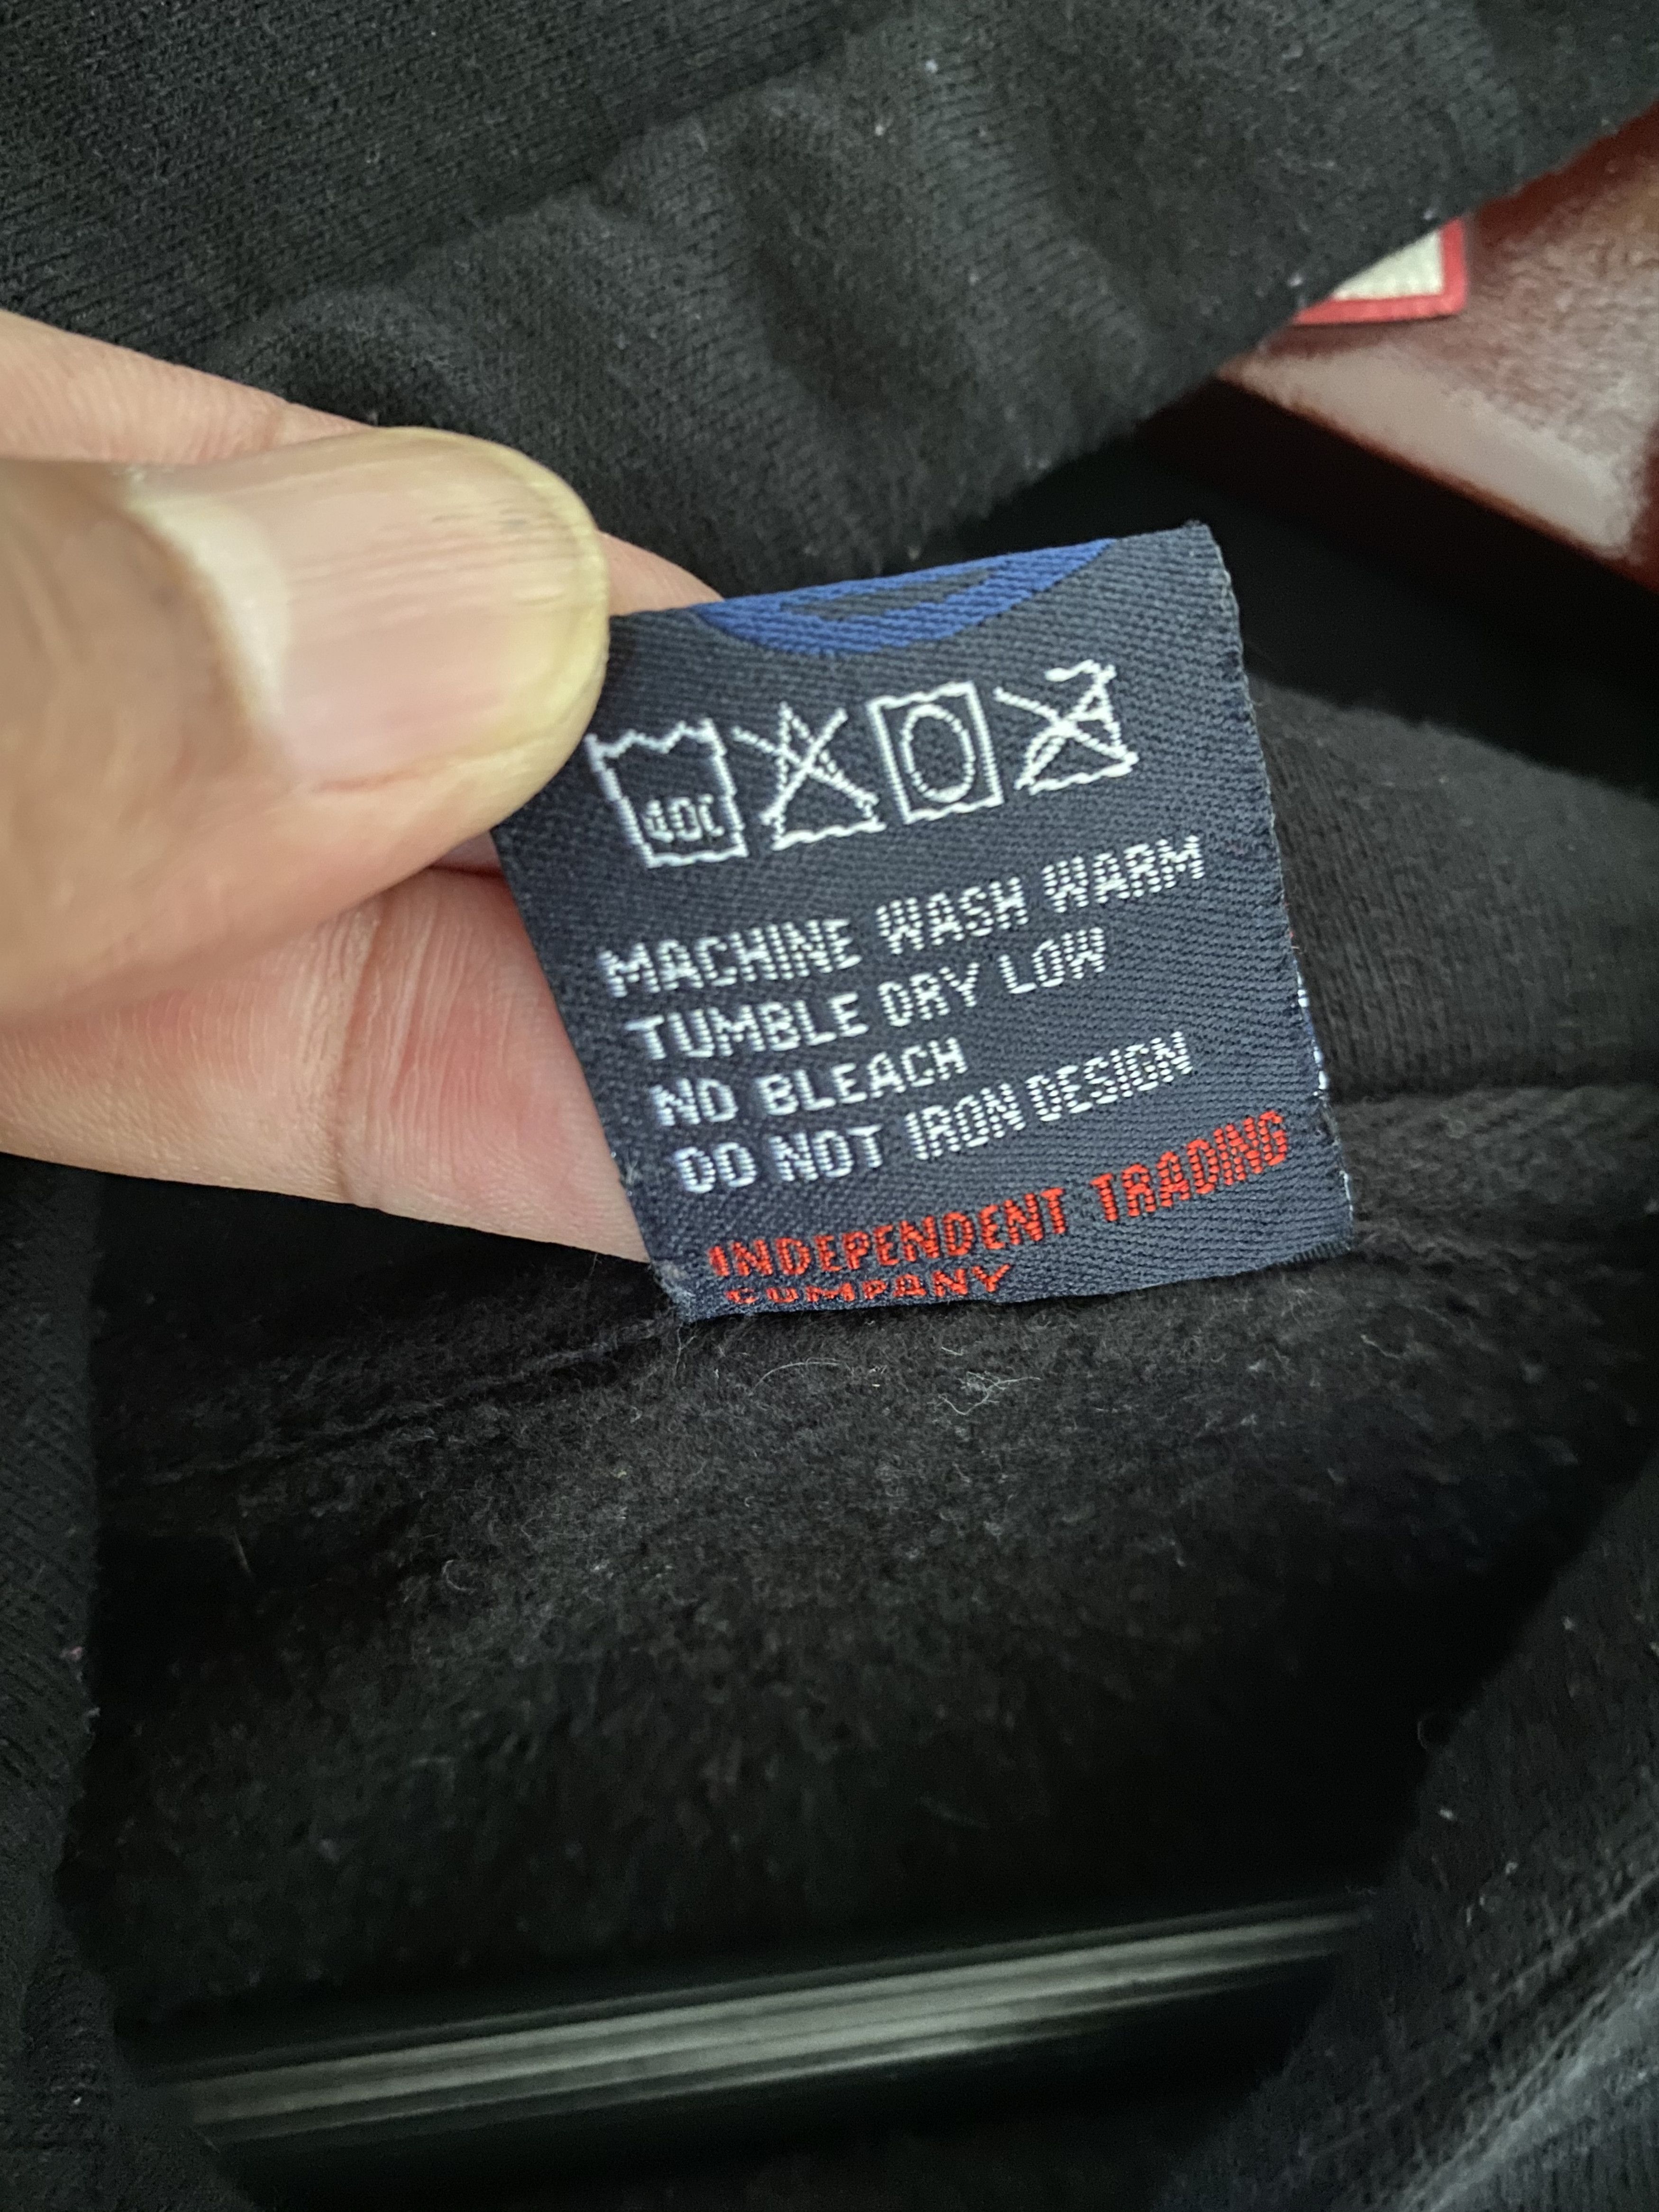 40C
MACHINE WASH WARM
TUMBLE DRY LOW
NO BLEACH
DO NOT IRON DESIGN
INDEPENDENT TRADING
COMPANY